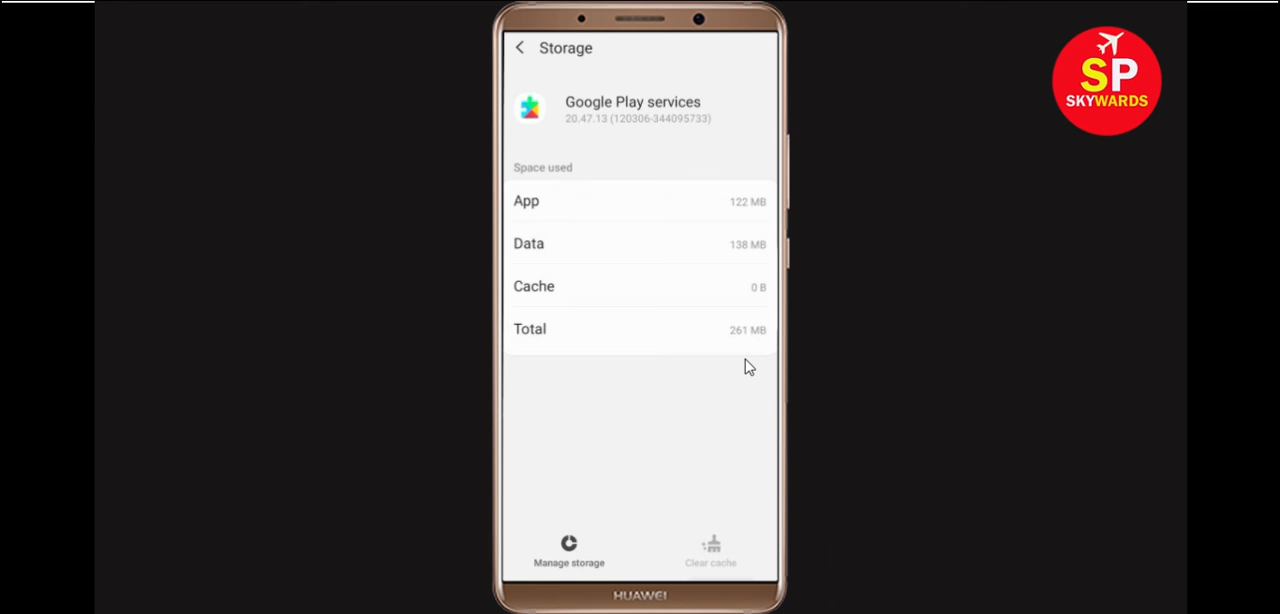 Storage
Google Play services
20.47.13 (120306-344095733)
Space used
App 122 MB
Data 138 MB
Cache 0 B
Total 261 MB
Manage storage
Clear cache
HUAWEI
SP
SKYWARDS